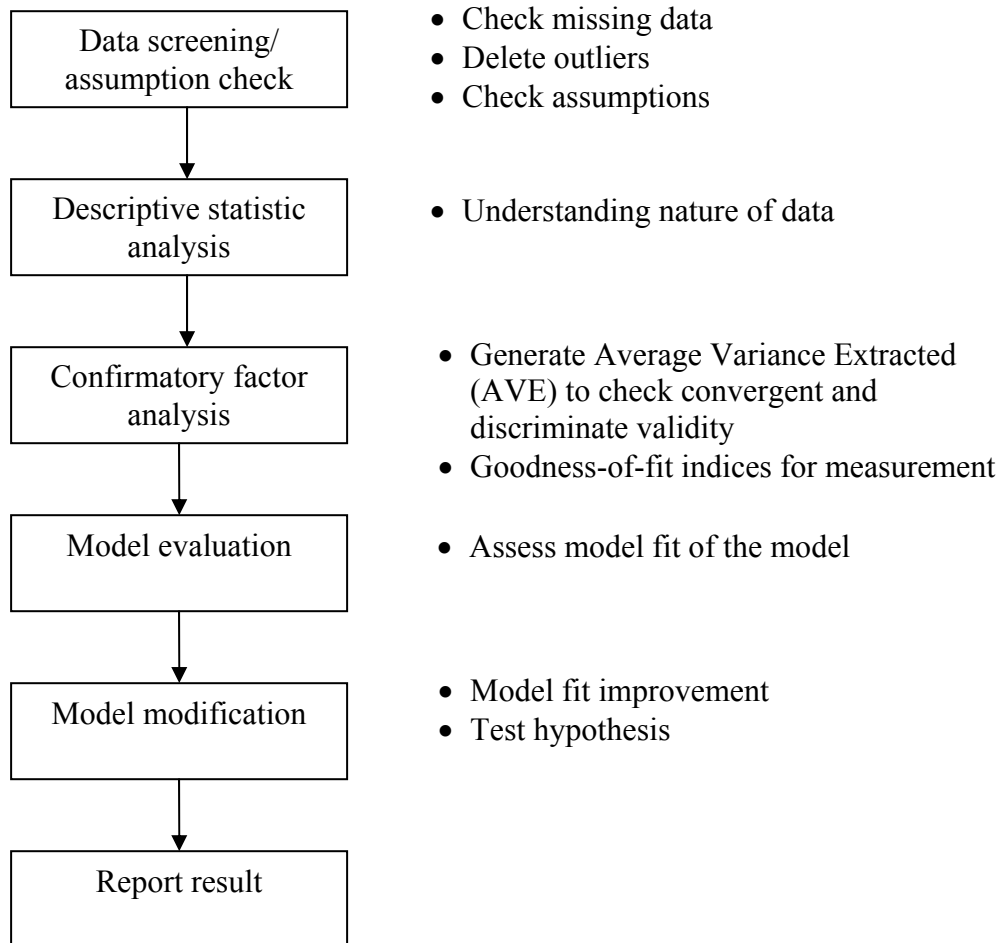 Data screening/
assumption check
• Check missing data
• Delete outliers
• Check assumptions
Descriptive statistic
analysis
• Understanding nature of data
Confirmatory factor
analysis
• Generate Average Variance Extracted
(AVE) to check convergent and
discriminate validity
• Goodness-of-fit indices for measurement
Model evaluation
• Assess model fit of the model
Model modification
• Model fit improvement
• Test hypothesis
Report result